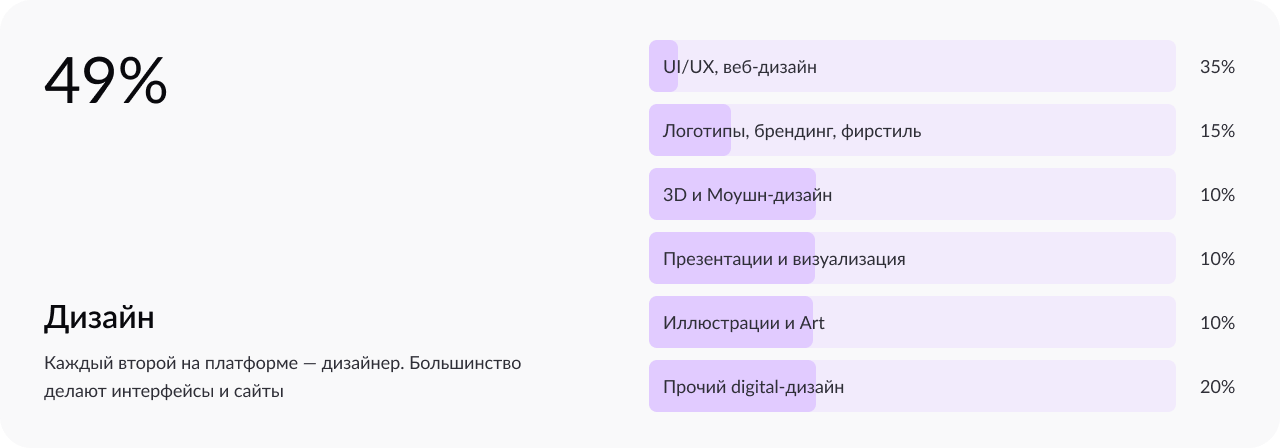 49%
Дизайн
Каждый второй на платформе — дизайнер. Большинство
делают интерфейсы и сайты
UI/UX, веб-дизайн 35%
Логотипы, брендинг, фирстиль 15%
3D и Моушн-дизайн 10%
Презентации и визуализация 10%
Иллюстрации и Art 10%
Прочий digital-дизайн 20%